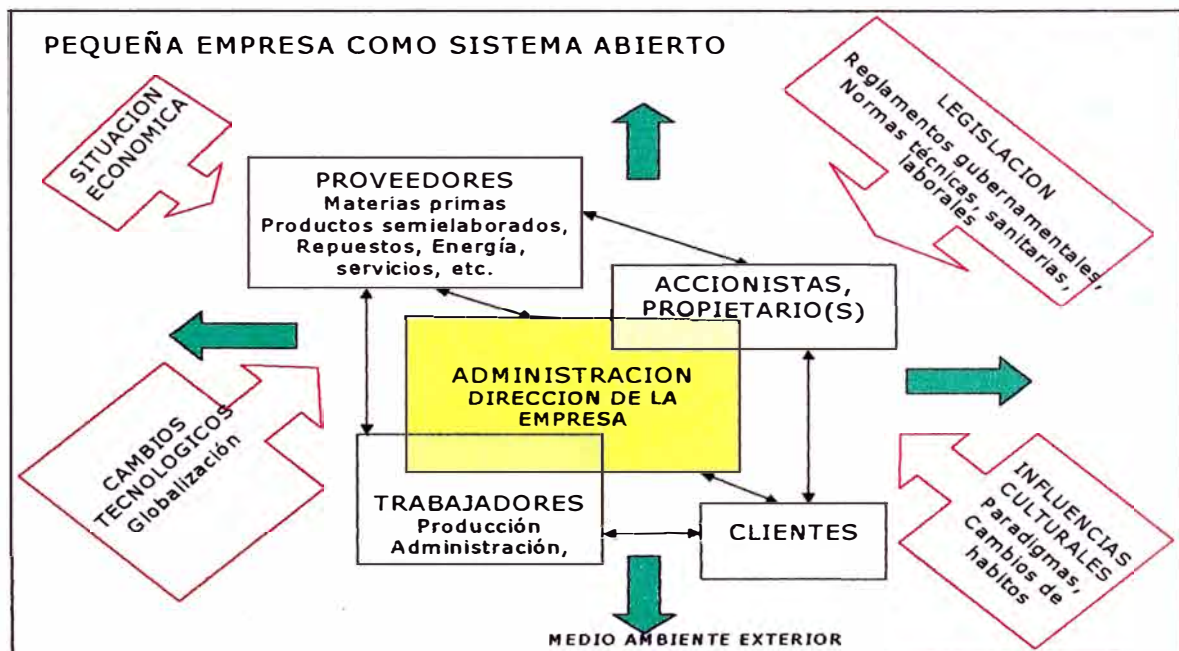 PEQUEÑA EMPRESA COMO SISTEMA ABIERTO
SITUACION
ECONOMICA
LEGISLACION
Reglamentos gubernamentales,
Normas técnicas, sanitarias,
laborales
PROVEEDORES
Materias primas
Productos semielaborados,
Repuestos, Energía,
servicios, etc.
ACCIONISTAS,
PROPIETARIO(S)
ADMINISTRACION
DIRECCION DE LA
EMPRESA
CAMBIOS
TECNOLOGICOS
Globalización
TRABAJADORES
Producción
Administración,
CLIENTES
INFLUENCIAS
CULTURALES
paradigmas,
Cambios de
habitos
MEDIO AMBIENTE EXTERIOR